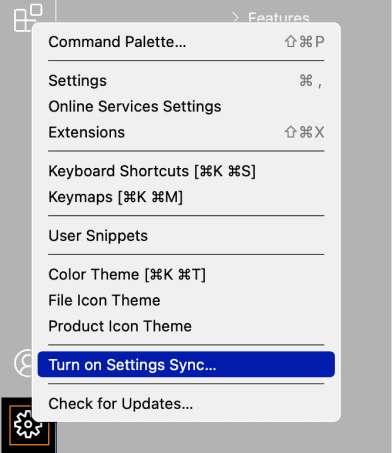 Features
Command Palette... ⇧⌘P
Settings ⌘ ,
Online Services Settings
Extensions ⇧⌘X
Keyboard Shortcuts [⌘K ⌘S]
Keymaps [⌘K ⌘M]
User Snippets
Color Theme [⌘K ⌘T]
File Icon Theme
Product Icon Theme
Turn on Settings Sync...
Check for Updates...